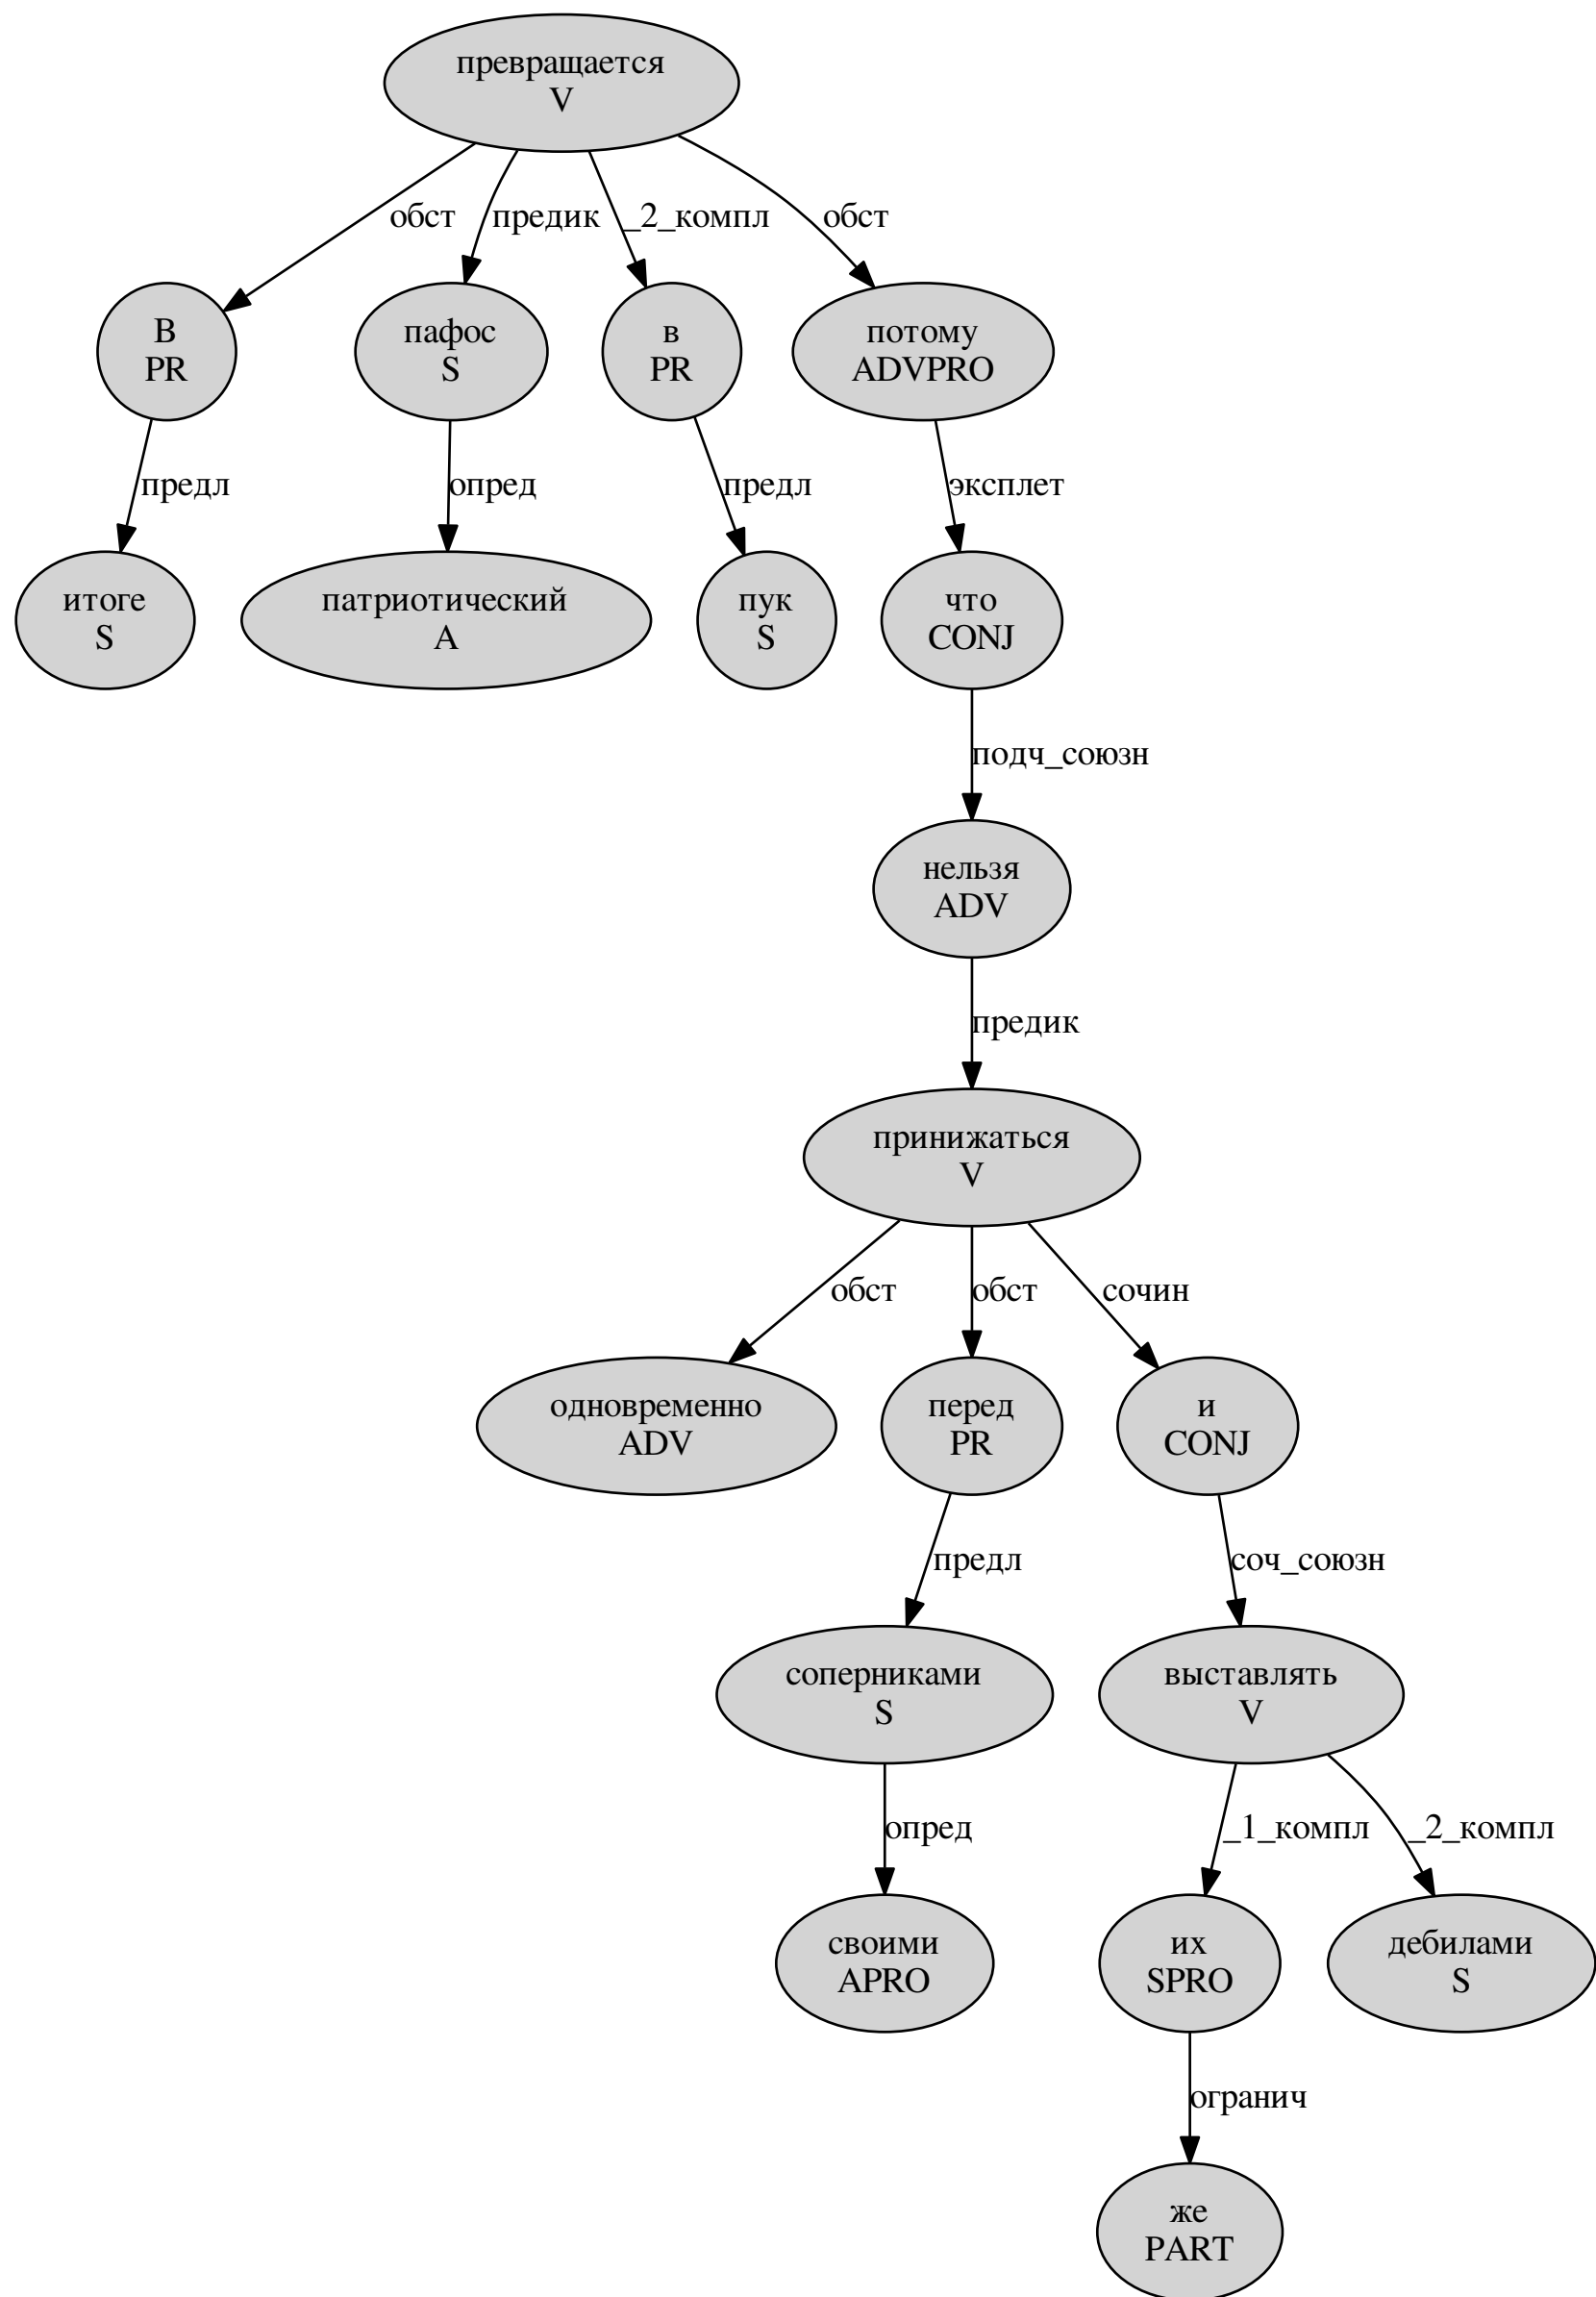 превращается
V
обст
предик
_2_компл
обст
В
PR
пафос
S
в
PR
потому
ADVPRO
предл
опред
предл
эксплет
итоге
S
патриотический
A
пук
S
что
CONJ
подч_союзн
нельзя
ADV
предик
принижаться
V
обст
обст
сочин
одновременно
ADV
перед
PR
и
CONJ
предл
соч_союзн
соперниками
S
выставлять
V
опред
_1_компл
_2_компл
своими
APRO
их
SPRO
дебилами
S
огранич
же
PART